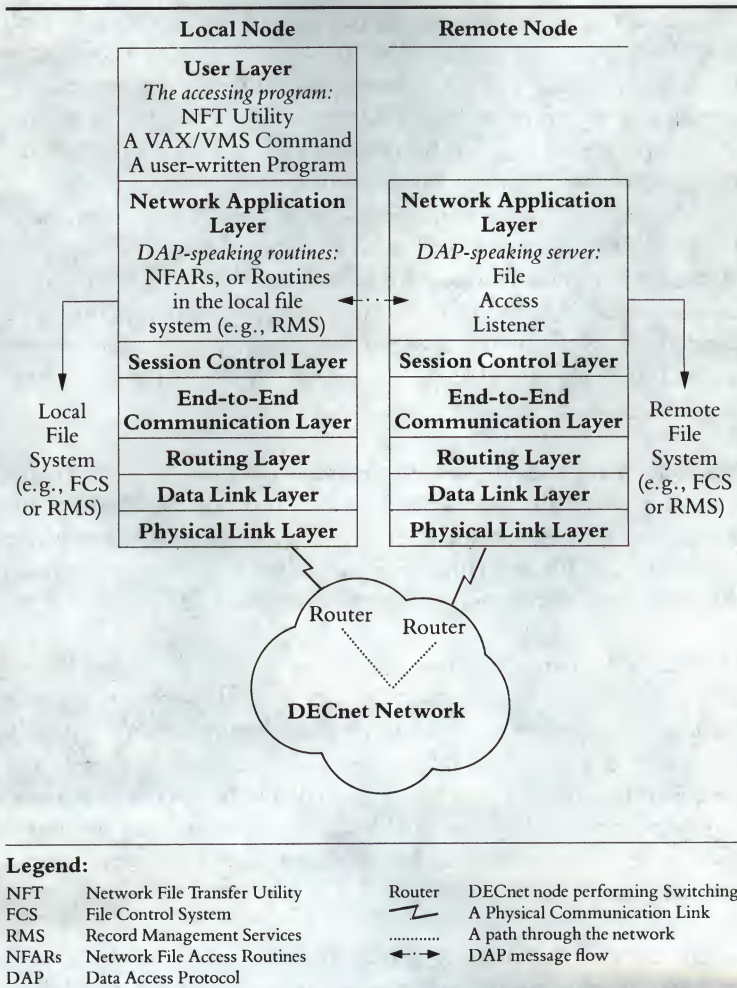 Local Node
Remote Node
User Layer
The accessing program:
NFT Utility
A VAX/VMS Command
A user-written Program
Network Application
Layer
DAP-speaking routines:
NFARs, or Routines
in the local file
system (e.g., RMS)
Network Application
Layer
DAP-speaking server:
File
Access
Listener
Session Control Layer
End-to-End
Communication Layer
Routing Layer
Data Link Layer
Physical Link Layer
Session Control Layer
End-to-End
Communication Layer
Routing Layer
Data Link Layer
Physical Link Layer
Local
File
System
(e.g., FCS
or RMS)
Remote
File
System
(e.g., FCS
or RMS)
Router
Router
DECnet Network
Legend:
NFT Network File Transfer Utility
FCS File Control System
RMS Record Management Services
NFARs Network File Access Routines
DAP Data Access Protocol
Router DECnet node performing Switching
A Physical Communication Link
A path through the network
DAP message flow